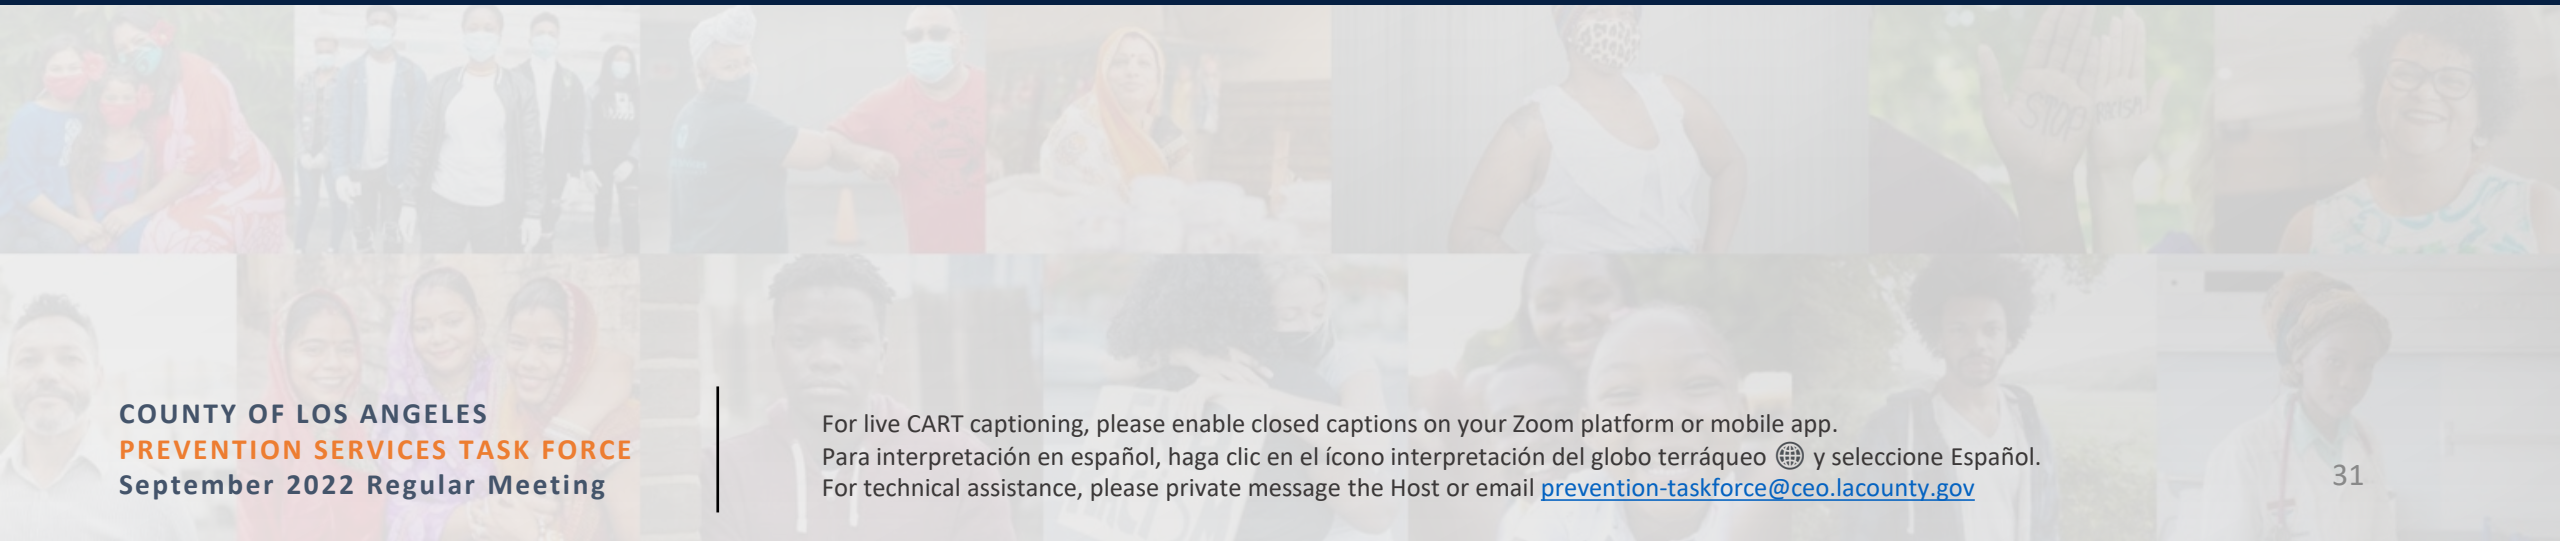 STOP RACISM
COUNTY OF LOS ANGELES
PREVENTION SERVICES TASK FORCE
September 2022 Regular Meeting
For live CART captioning, please enable closed captions on your Zoom platform or mobile app.
Para interpretación en español, haga clic en el ícono interpretación del globo terráqueo y seleccione Español.
For technical assistance, please private message the Host or email prevention-taskforce@ceo.lacounty.gov
31